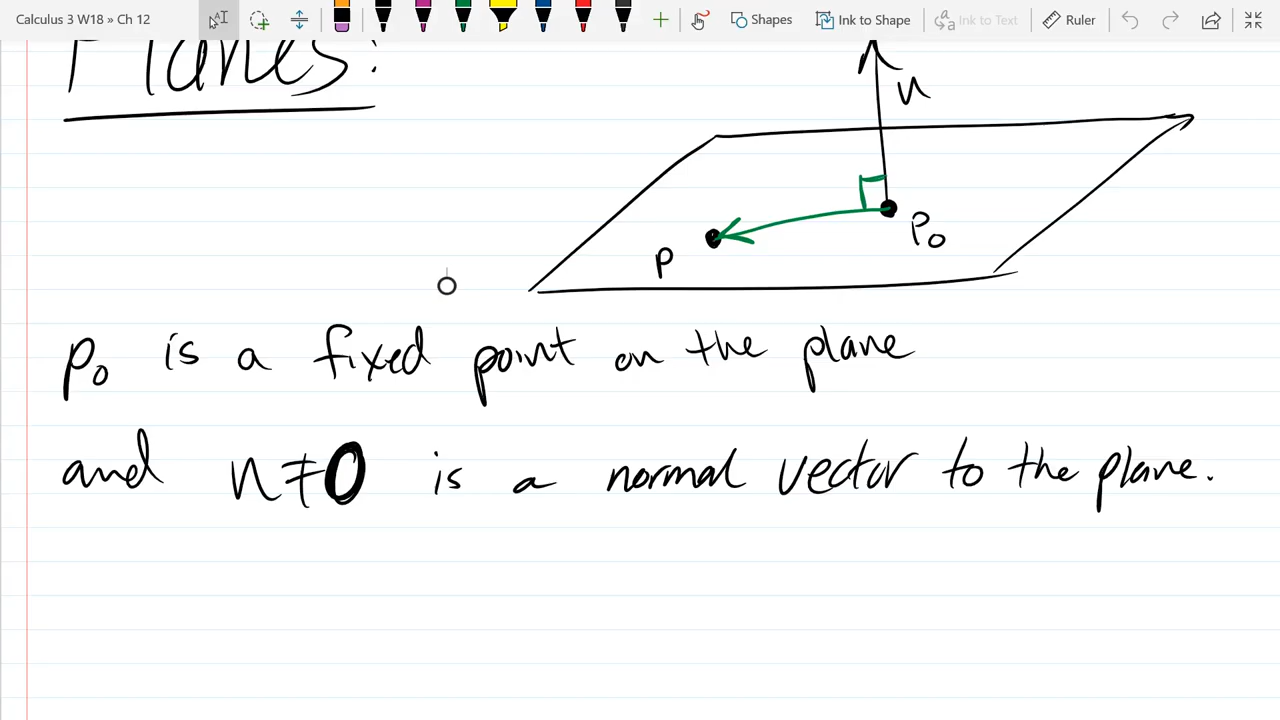 Calculus 3 W18 » Ch 12
Shapes
Ink to Shape
Ink to Text
Ruler
Planes:
n
P₀
P
P₀ is a fixed point on the plane
and n≠0 is a normal vector to the plane.